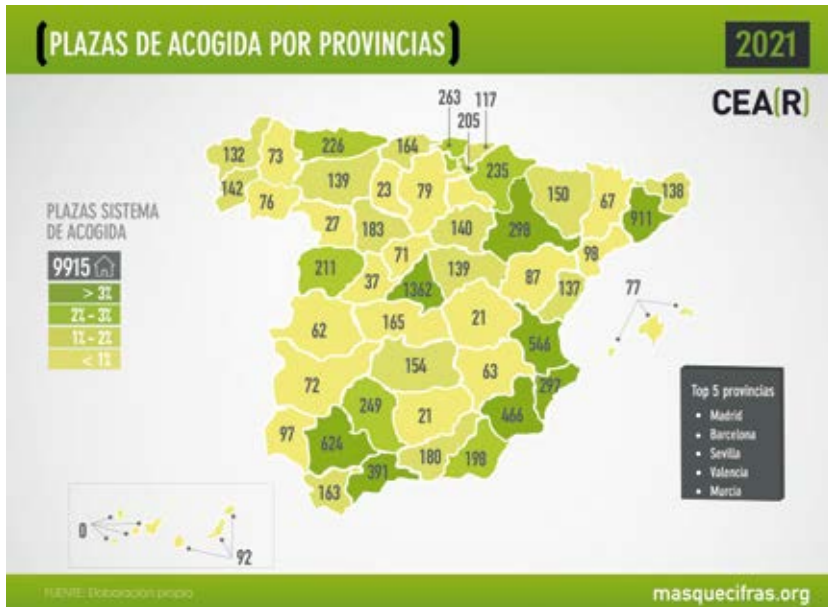 (PLAZAS DE ACOGIDA POR PROVINCIAS)
2021
CEA(R)
263 117
205
132 73 226 164 235
142 76 139 23 79 150 67 138
27 183 140 298 911
98
211 37 71 139 87 137
1362
77
62 165 21 546
154
72 63 297
249 21 466
97 624 180 198
391
163
0
92
PLAZAS SISTEMA
DE ACOGIDA
9915
> 3%
2% - 3%
1% - 2%
< 1%
Top 5 provincias
• Madrid
• Barcelona
• Sevilla
• Valencia
• Murcia
FUENTE: Elaboración propia
masquecifras.org